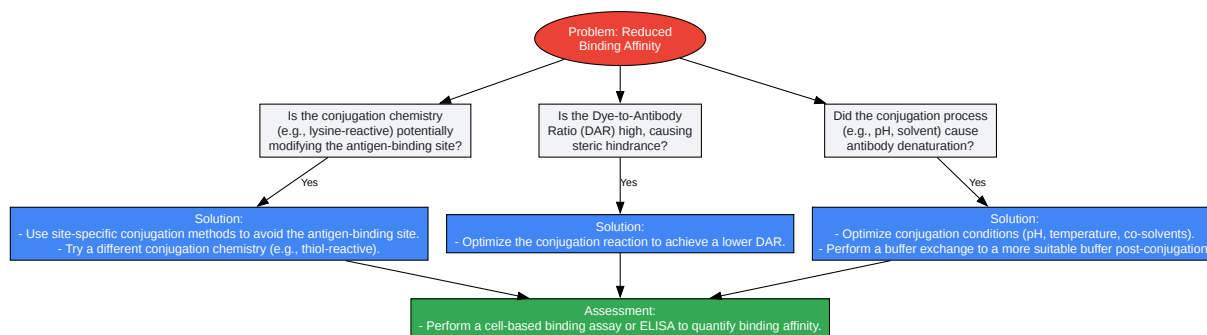 Problem: Reduced
Binding Affinity
Is the conjugation chemistry
(e.g., lysine-reactive) potentially
modifying the antigen-binding site?
Is the Dye-to-Antibody
Ratio (DAR) high, causing
steric hindrance?
Did the conjugation process
(e.g., pH, solvent) cause
antibody denaturation?
Yes
Yes
Yes
Solution:
- Use site-specific conjugation methods to avoid the antigen-binding site.
- Try a different conjugation chemistry (e.g., thiol-reactive).
Solution:
- Optimize the conjugation reaction to achieve a lower DAR.
Solution:
- Optimize conjugation conditions (pH, temperature, co-solvents).
- Perform a buffer exchange to a more suitable buffer post-conjugation
Assessment:
- Perform a cell-based binding assay or ELISA to quantify binding affinity.